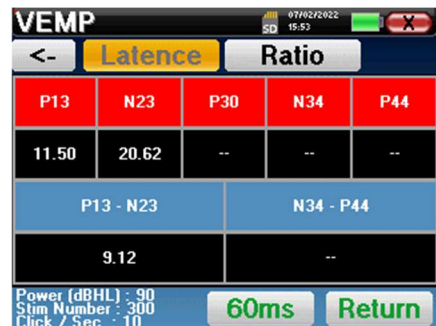 VEMP
SD 07/02/2022 15:53 X
<- Latence Ratio
P13 N23 P30 N34 P44
11.50 20.62 -- -- --
P13 - N23 N34 - P44
9.12 --
Power (dBHL) : 90
Stim Number : 300
Click / Sec : 10
60ms Return